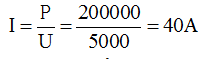 I = P/U = 200000/5000 = 40A